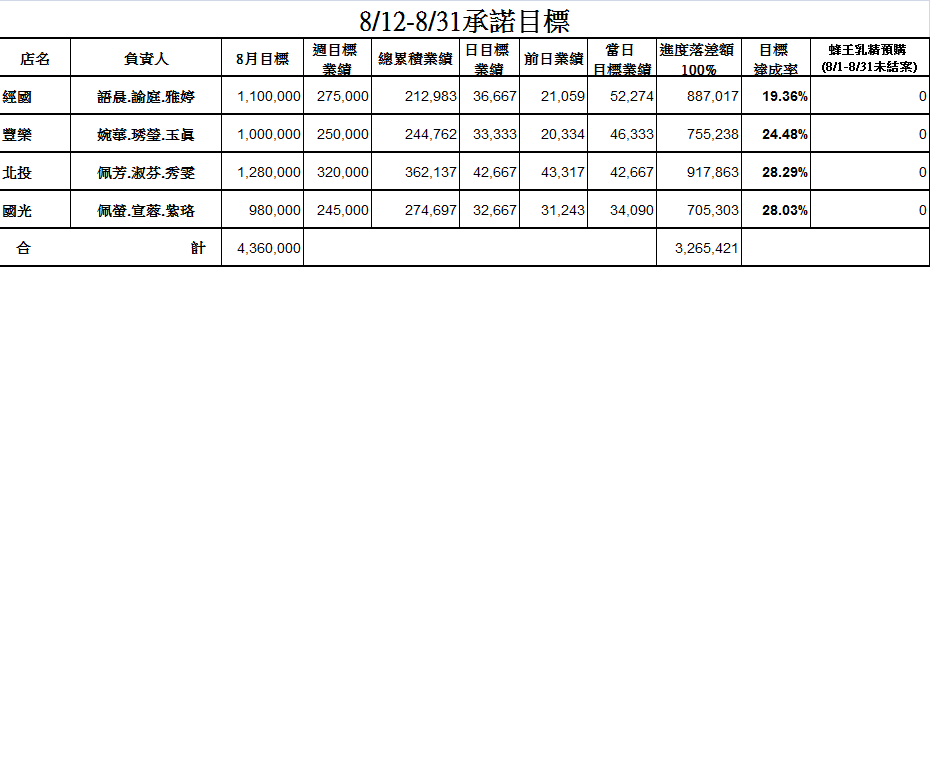 8/12-8/31承諾目標
店名 負責人 8月目標 週目標業績 總累積業績 日目標業績 前日業績 當日目標業績 進度落差額100% 目標達成率 蜂王乳精預購(8/1-8/31未結案)
經國 語晨.諭庭.雅婷 1,100,000 275,000 212,983 36,667 21,059 52,274 887,017 19.36% 0
豐樂 婉華.琇瑩.玉眞 1,000,000 250,000 244,762 33,333 20,334 46,333 755,238 24.48% 0
北投 佩芳.淑芬.秀雯 1,280,000 320,000 362,137 42,667 43,317 42,667 917,863 28.29% 0
國光 佩螢.宣蓉.紫珞 980,000 245,000 274,697 32,667 31,243 34,090 705,303 28.03% 0
合 計 4,360,000 3,265,421